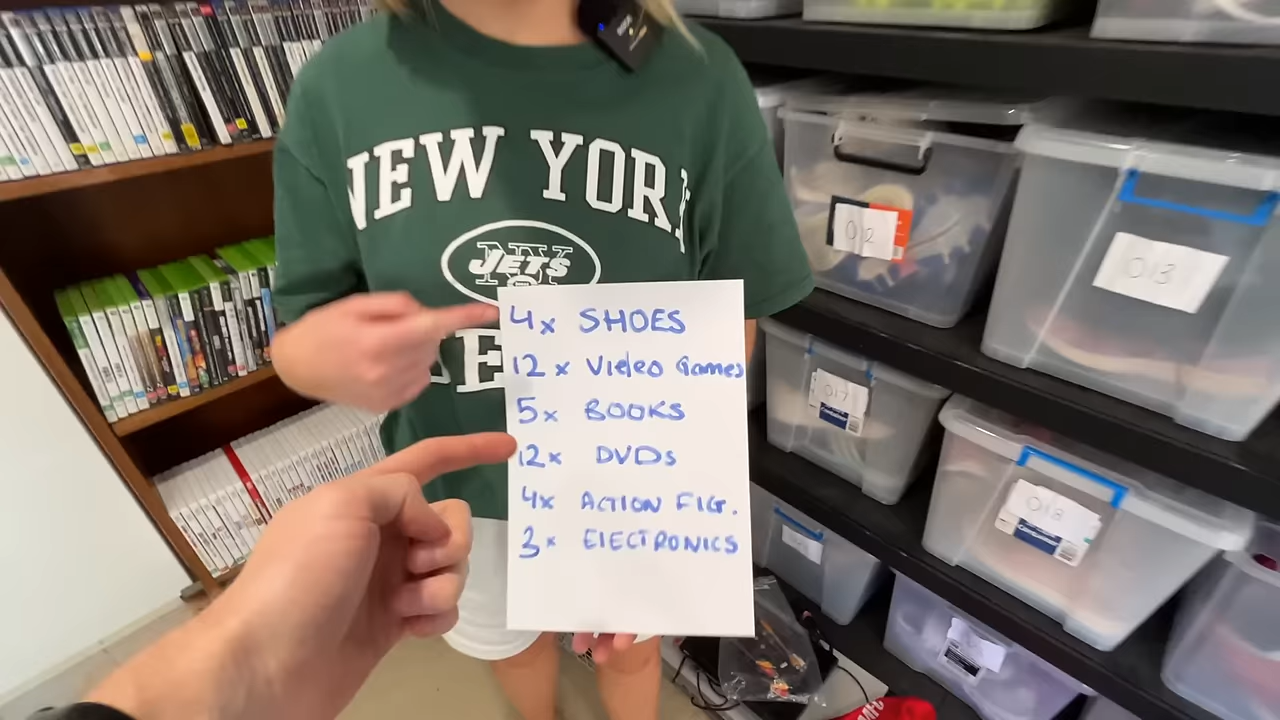 NEW YORK
JETS
4x SHOES
12x Video Games
5x BOOKS
12x DVDs
4x ACTION FIG.
3x ElECTRONICS
012
013
017
018